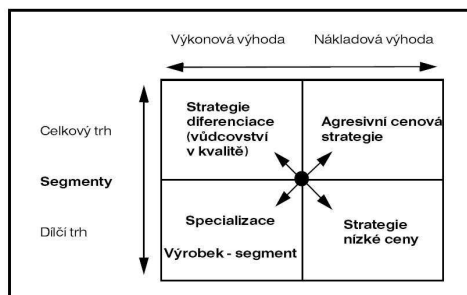 Výkonová výhoda Nákladová výhoda
Celkový trh
Segmenty
Dílčí trh
Strategie
diferenciace
(vůdcovství
v kvalitě)
Agresivní cenová
strategie
Specializace
Výrobek - segment
Strategie
nízké ceny